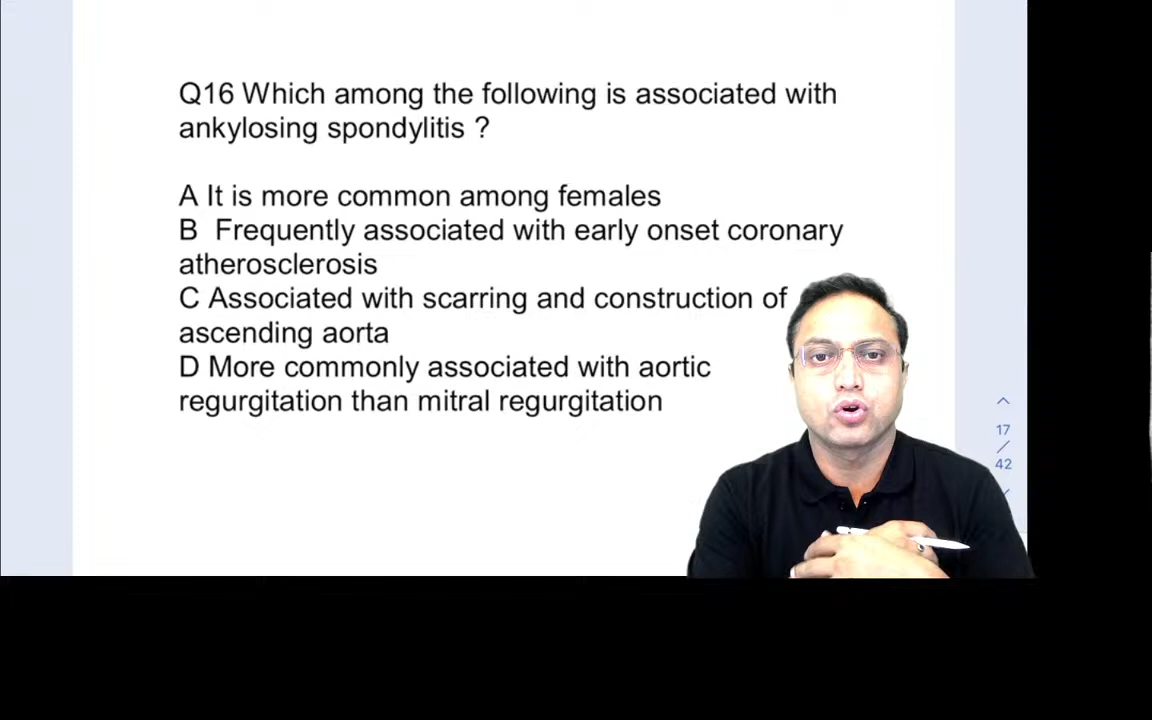 Q16 Which among the following is associated with
ankylosing spondylitis ?
A It is more common among females
B Frequently associated with early onset coronary
atherosclerosis
C Associated with scarring and construction of
ascending aorta
D More commonly associated with aortic
regurgitation than mitral regurgitation
17
/
42